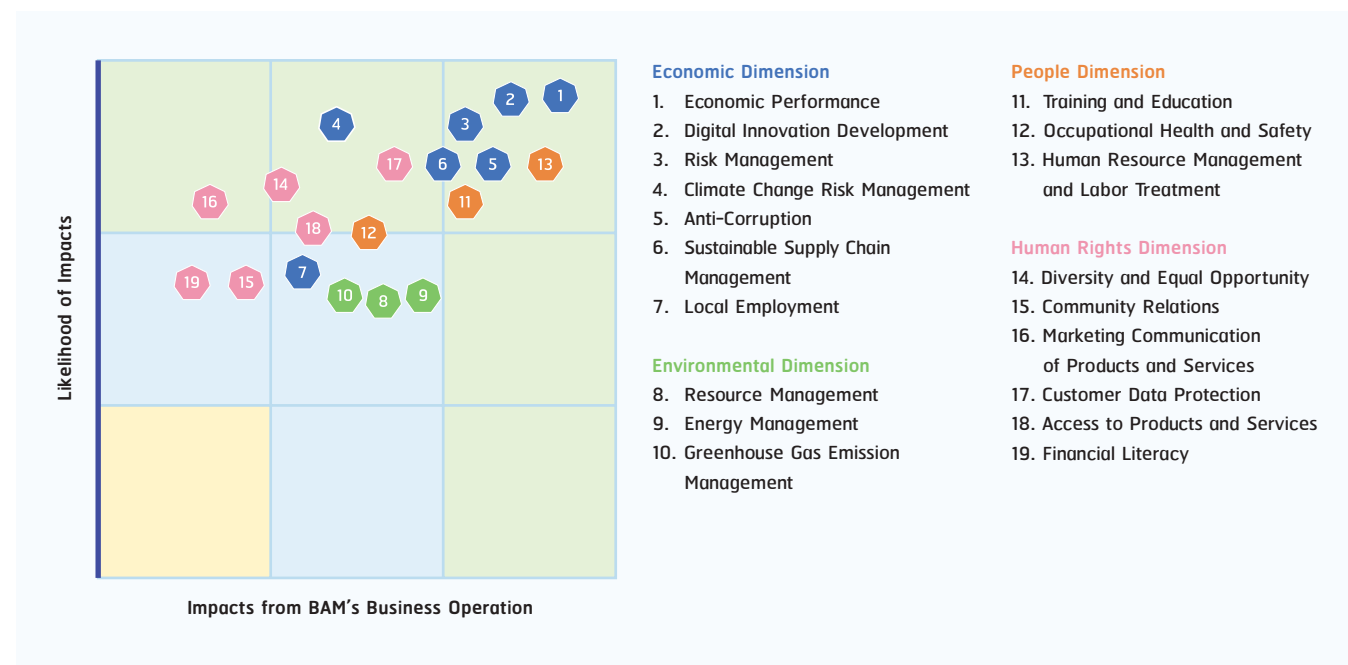 Likelihood of Impacts
1
2
3
4
17
6
5
13
14
16
11
18
12
7
19
15
10
8
9
Impacts from BAM's Business Operation
Economic Dimension
1. Economic Performance
2. Digital Innovation Development
3. Risk Management
4. Climate Change Risk Management
5. Anti-Corruption
6. Sustainable Supply Chain
Management
7. Local Employment
Environmental Dimension
8. Resource Management
9. Energy Management
10. Greenhouse Gas Emission
Management
People Dimension
11. Training and Education
12. Occupational Health and Safety
13. Human Resource Management
and Labor Treatment
Human Rights Dimension
14. Diversity and Equal Opportunity
15. Community Relations
16. Marketing Communication
of Products and Services
17. Customer Data Protection
18. Access to Products and Services
19. Financial Literacy